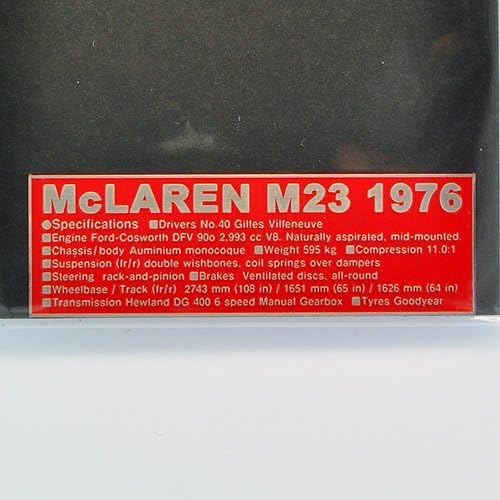 McLAREN M23 1976
●Specifications ■Drivers No.40 Gilles Villeneuve
■Engine Ford-Cosworth DFV 90o 2.993 cc V8. Naturally aspirated, mid-mounted.
■Chassis/body Auminium monocoque ■Weight 595 kg ■Compression 11.0:1
■Suspension (fr/r) double wishbones, coil springs over dampers
■Steering rack-and-pinion ■Brakes Ventilated discs, all-round
■Wheelbase / Track (fr/r) 2743 mm (108 in) / 1651 mm (65 in) / 1626 mm (64 in)
■Transmission Hewland DG 400 6 speed Manual Gearbox ■Tyres Goodyear